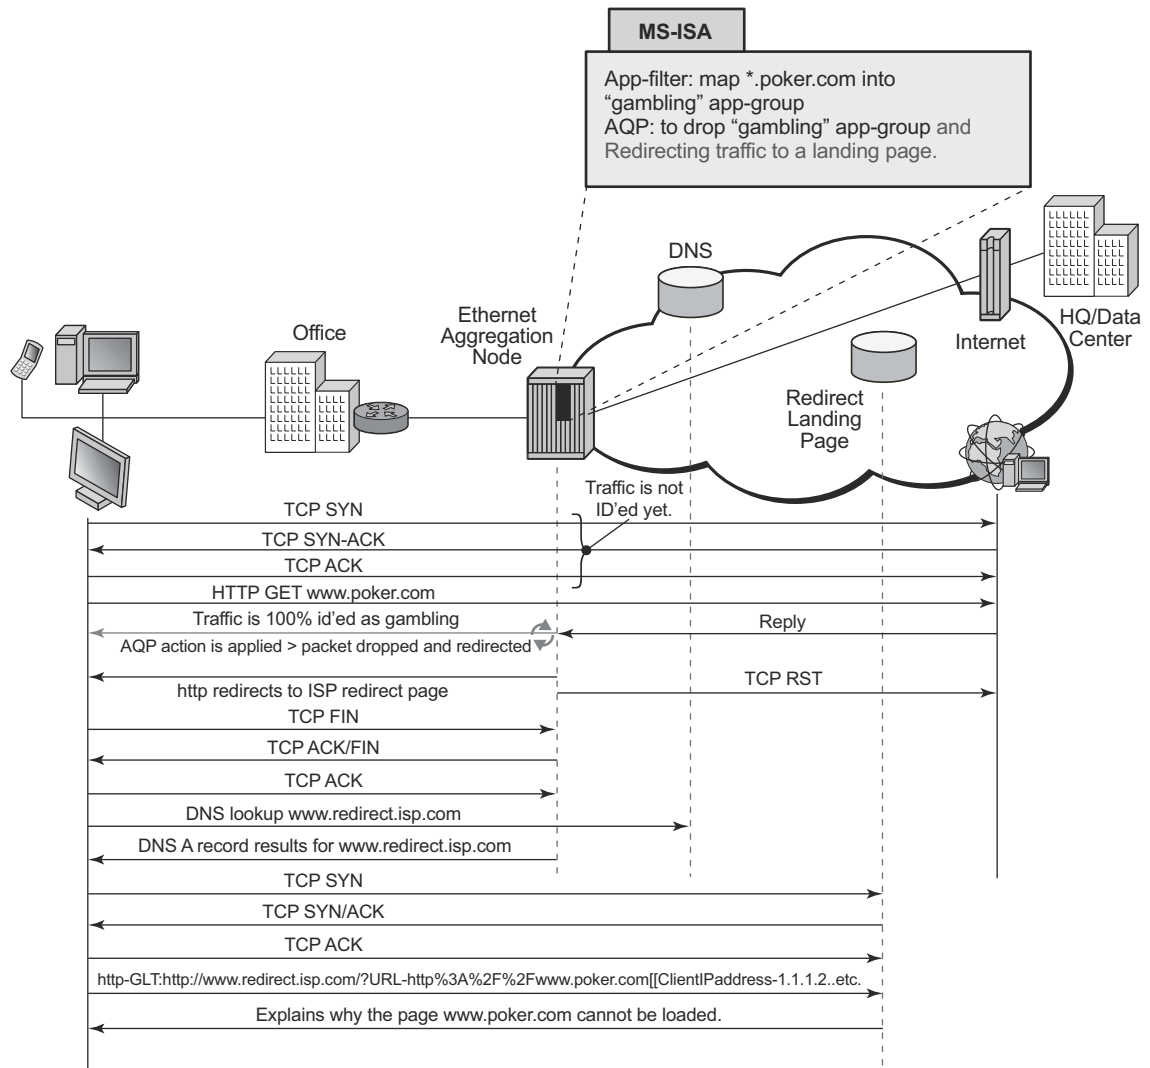 MS-ISA
App-filter: map *.poker.com into
“gambling” app-group
AQP: to drop “gambling” app-group and
Redirecting traffic to a landing page.
DNS
Ethernet
Aggregation
Node
Office
Internet
HQ/Data
Center
Redirect
Landing
Page
Traffic is not
ID'ed yet.
TCP SYN
TCP SYN-ACK
TCP ACK
HTTP GET www.poker.com
Traffic is 100% id'ed as gambling
Reply
AQP action is applied > packet dropped and redirected
http redirects to ISP redirect page
TCP RST
TCP FIN
TCP ACK/FIN
TCP ACK
DNS lookup www.redirect.isp.com
DNS A record results for www.redirect.isp.com
TCP SYN
TCP SYN/ACK
TCP ACK
http-GLT:http://www.redirect.isp.com/?URL-http%3A%2F%2Fwww.poker.com[[ClientIPaddress-1.1.1.2..etc.
Explains why the page www.poker.com cannot be loaded.